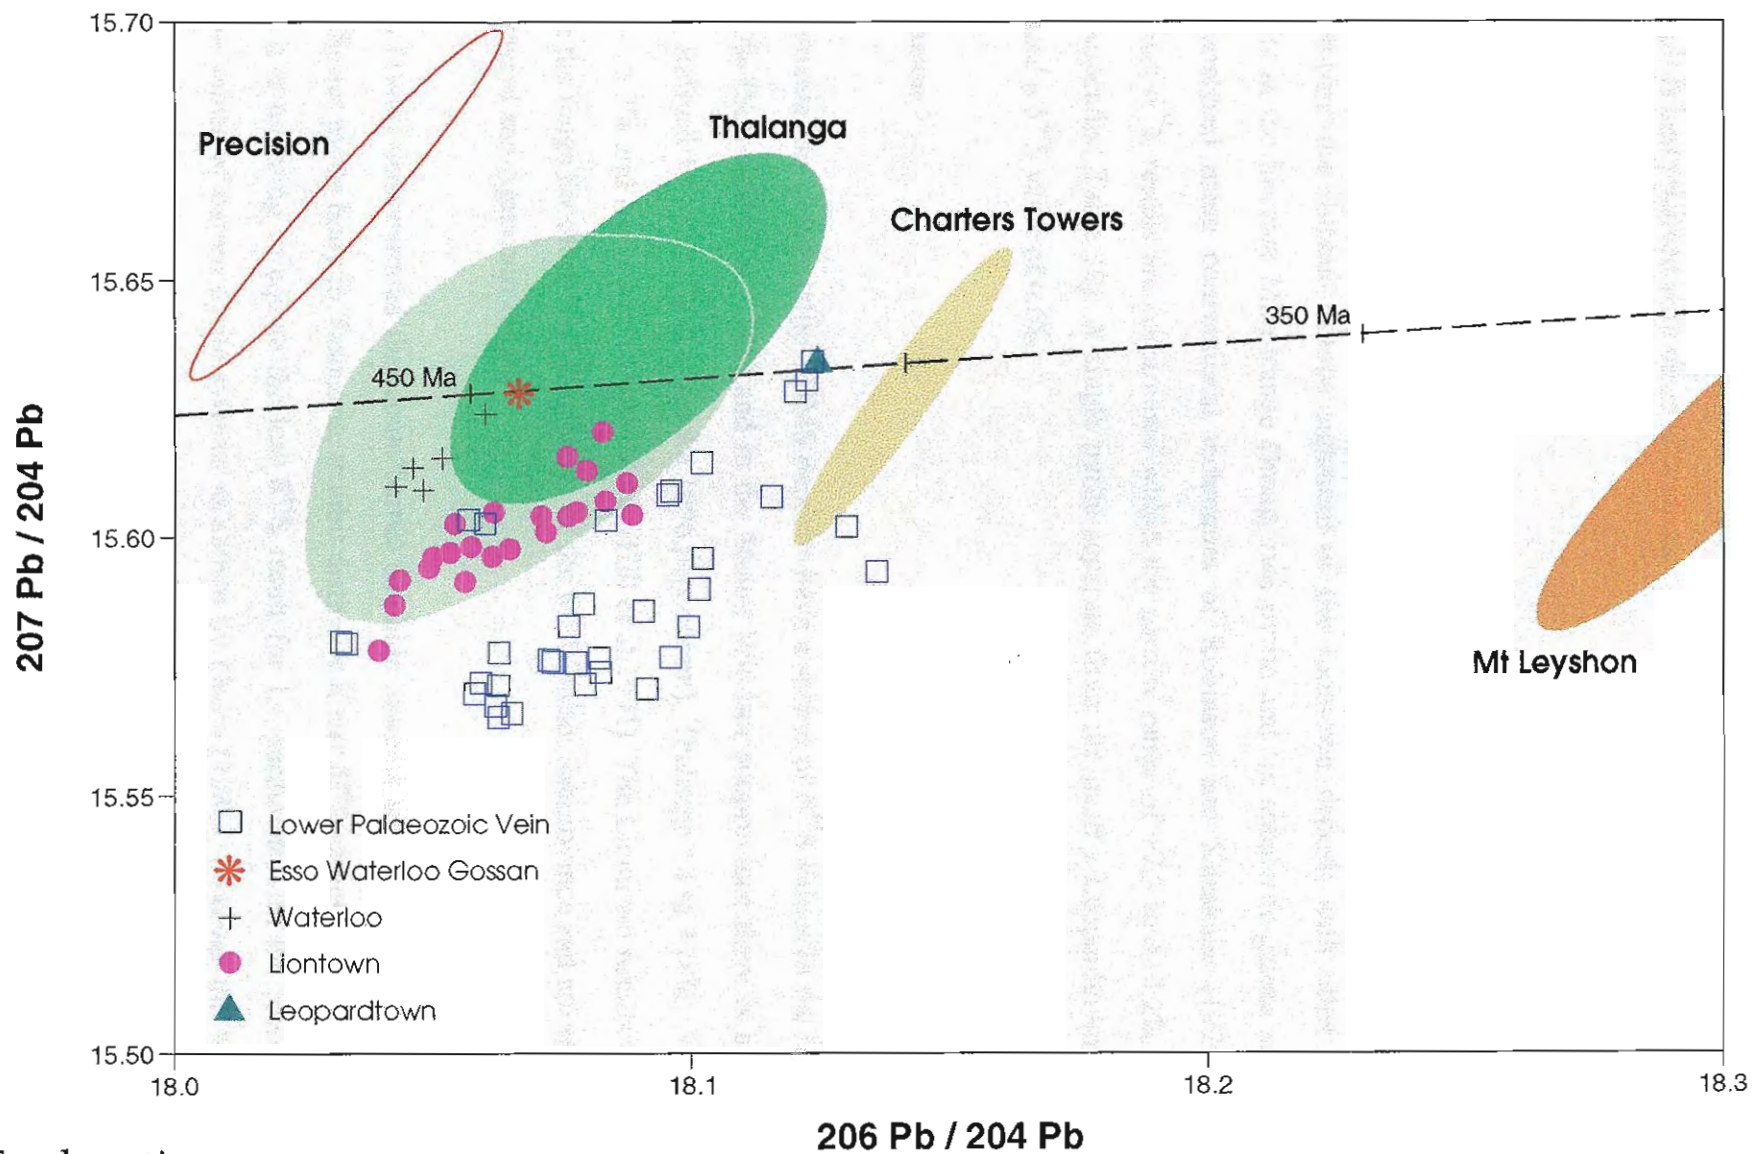 15.70
Precision
Thalanga
Charters Towers
15.65
350 Ma
450 Ma
15.60
Mt Leyshon
15.55
Lower Palaeozoic Vein
Esso Waterloo Gossan
Waterloo
Liontown
Leopardtown
15.50
18.0
18.1
18.2
18.3
206 Pb / 204 Pb
207 Pb / 204 Pb